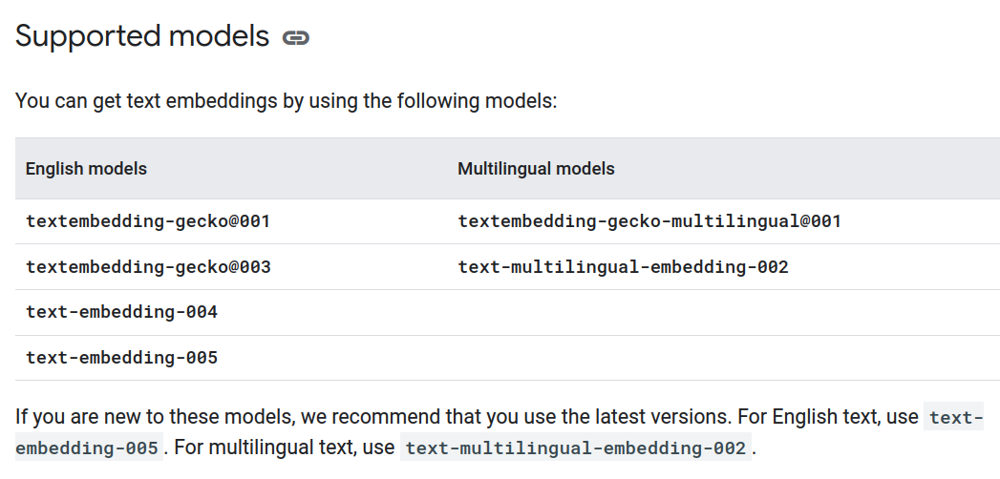 Supported models
You can get text embeddings by using the following models:
English models Multilingual models
textembedding-gecko@001 textembedding-gecko-multilingual@001
textembedding-gecko@003 text-multilingual-embedding-002
text-embedding-004
text-embedding-005
If you are new to these models, we recommend that you use the latest versions. For English text, use text-
embedding-005. For multilingual text, use text-multilingual-embedding-002.